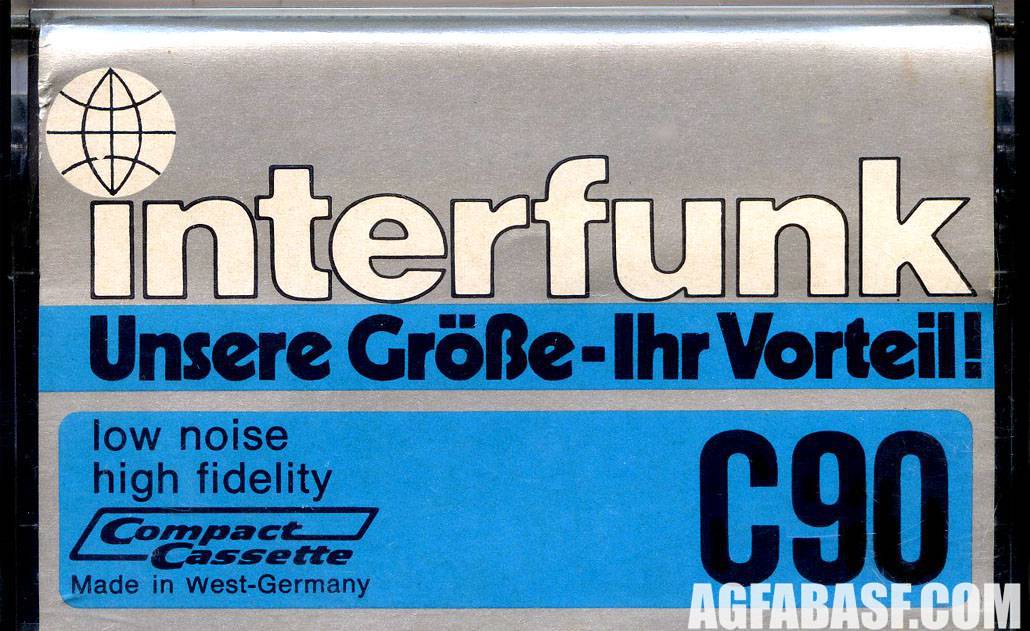 interfunk
Unsere Größe-Ihr Vorteil!
low noise
high fidelity
C90
Compact
Cassette
Made in West-Germany
AGFABASF.COM